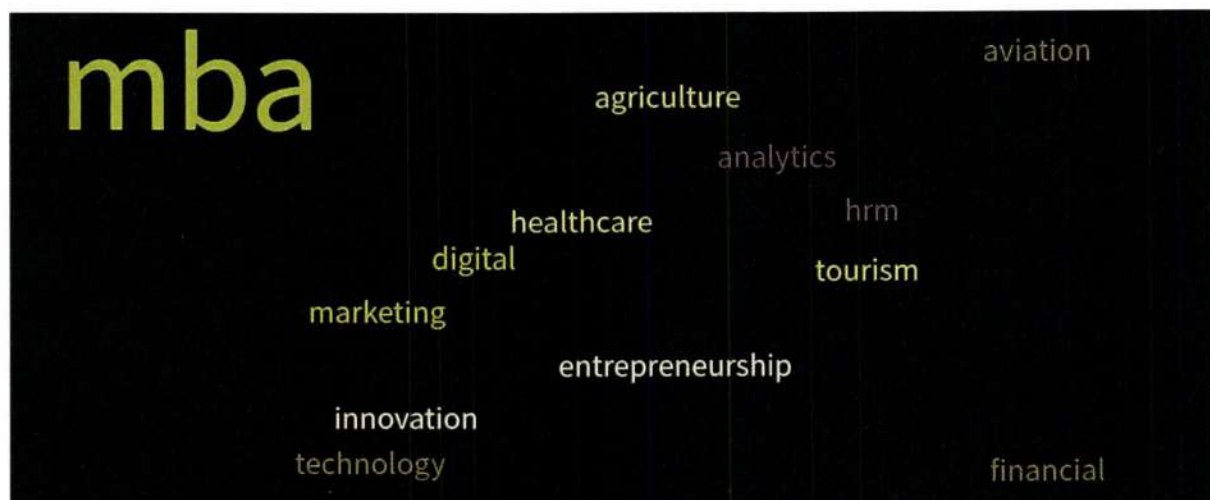 mba
aviation
agriculture
analytics
hrm
healthcare
digital
tourism
marketing
entrepreneurship
innovation
technology
financial